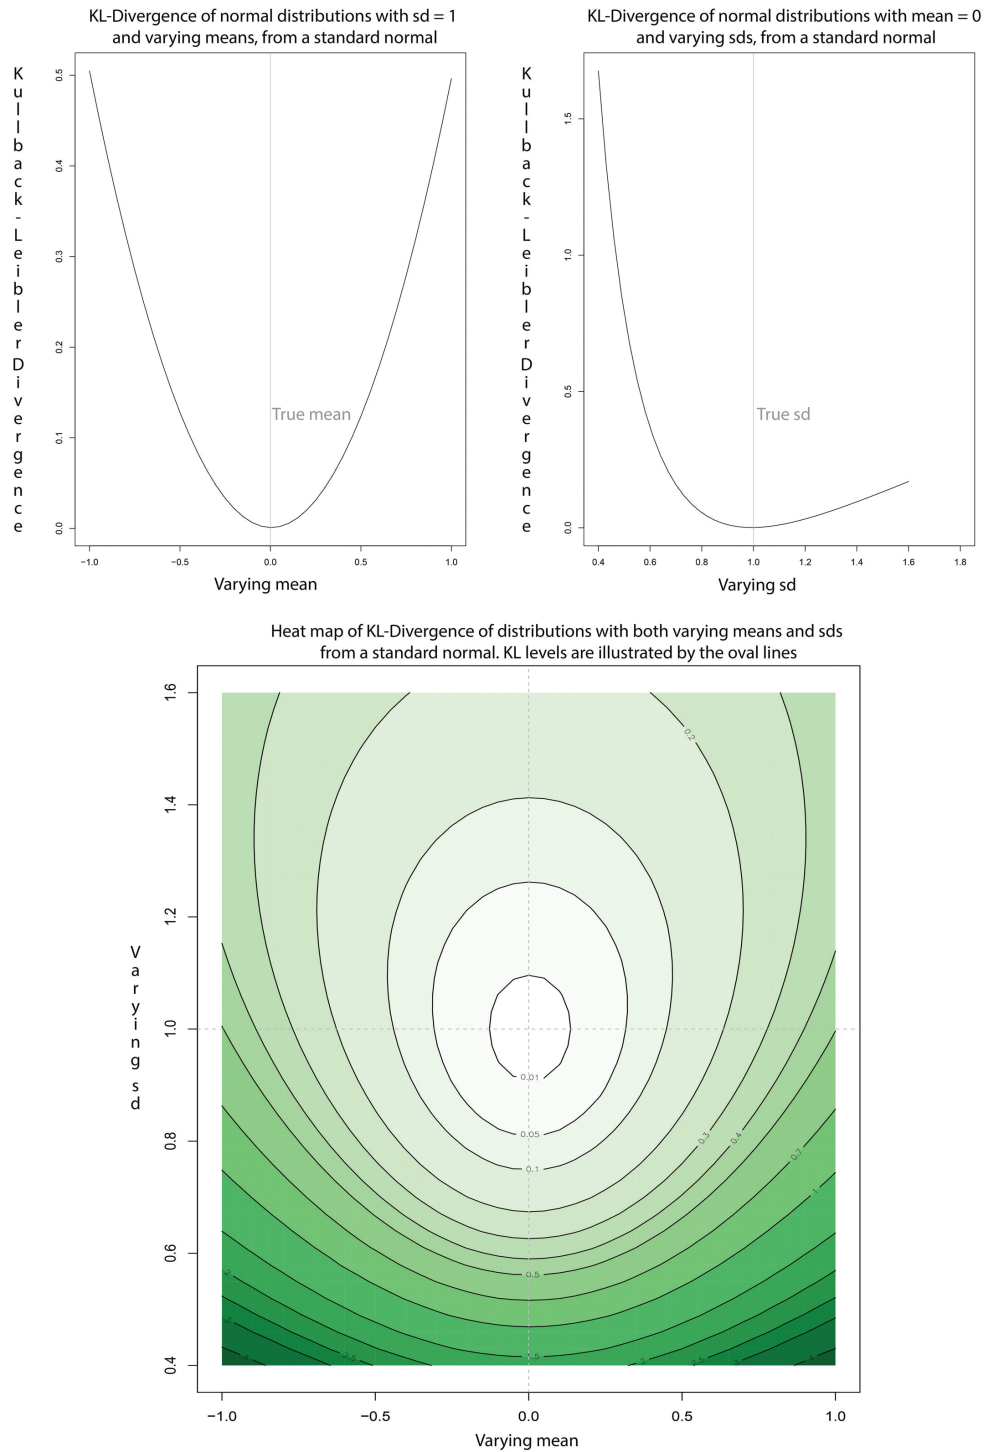 KL-Divergence of normal distributions with sd = 1
and varying means, from a standard normal
Kullback-Leibler Divergence
0.5
0.4
0.3
0.2
0.1
0.0
True mean
−1.0 −0.5 0.0 0.5 1.0
Varying mean
KL-Divergence of normal distributions with mean = 0
and varying sds, from a standard normal
Kullback-Leibler Divergence
1.5
1.0
0.5
0.0
True sd
0.4 0.6 0.8 1.0 1.2 1.4 1.6 1.8
Varying sd
Heat map of KL-Divergence of distributions with both varying means and sds
from a standard normal. KL levels are illustrated by the oval lines
Varying sd
1.6
1.4
1.2
1.0
0.8
0.6
0.4
0.2
0.01
0.05
0.1
0.3
0.4
0.7
1
0.5
1.5
2
2.5
2
2.5
3
−1.0 −0.5 0.0 0.5 1.0
Varying mean